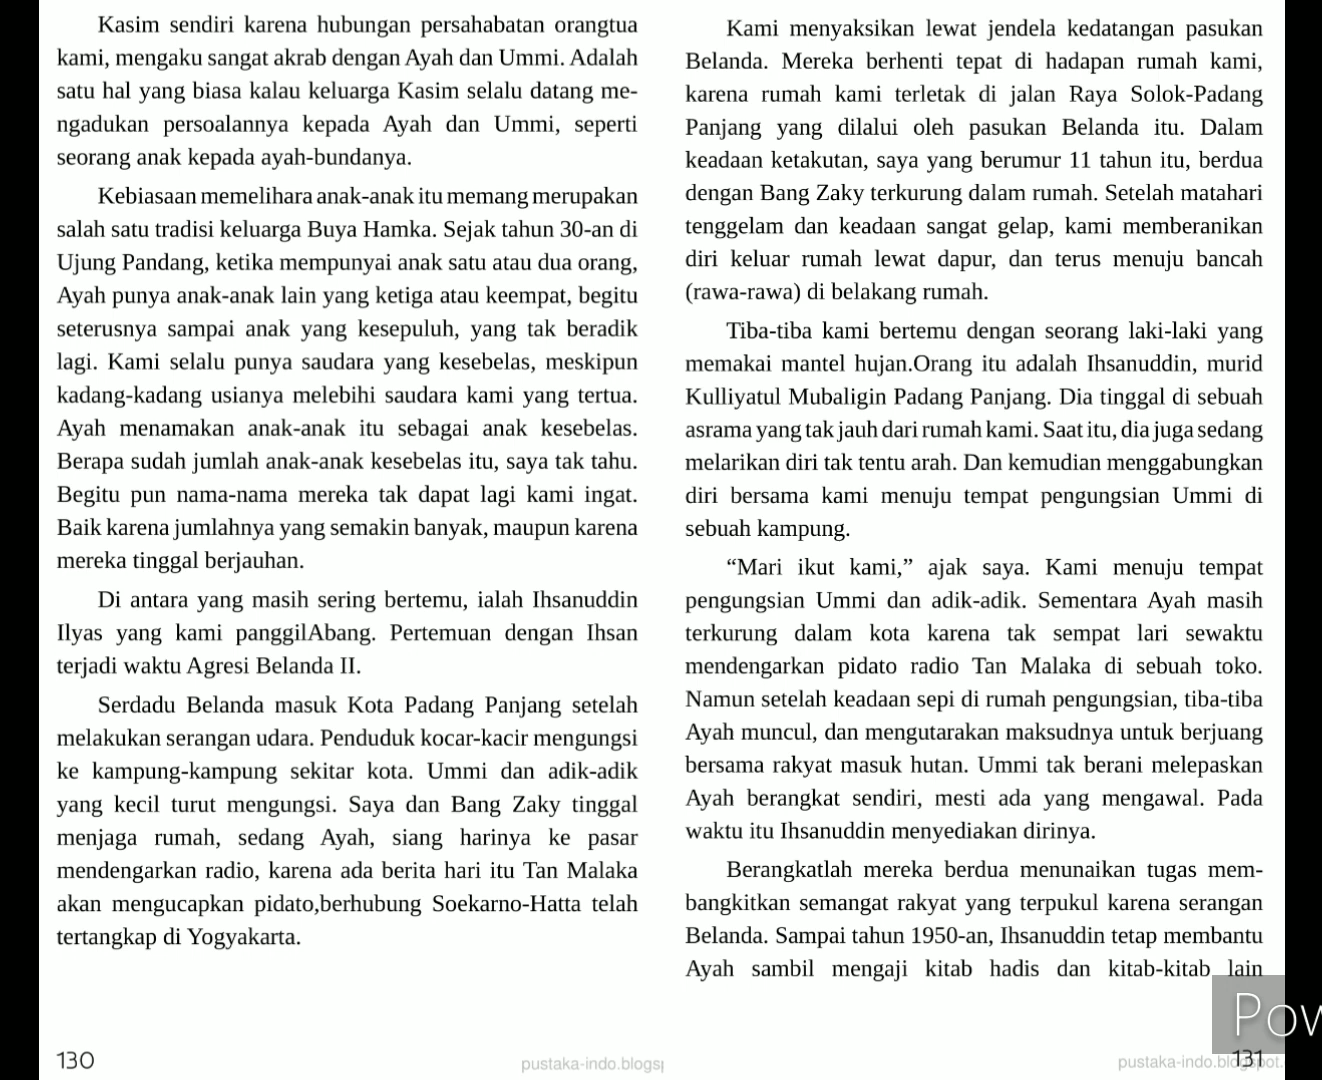 Kasim sendiri karena hubungan persahabatan orangtua
kami, mengaku sangat akrab dengan Ayah dan Ummi. Adalah
satu hal yang biasa kalau keluarga Kasim selalu datang me-
ngadukan persoalannya kepada Ayah dan Ummi, seperti
seorang anak kepada ayah-bundanya.
Kebiasaan memelihara anak-anak itu memang merupakan
salah satu tradisi keluarga Buya Hamka. Sejak tahun 30-an di
Ujung Pandang, ketika mempunyai anak satu atau dua orang,
Ayah punya anak-anak lain yang ketiga atau keempat, begitu
seterusnya sampai anak yang kesepuluh, yang tak beradik
lagi. Kami selalu punya saudara yang kesebelas, meskipun
kadang-kadang usianya melebihi saudara kami yang tertua.
Ayah menamakan anak-anak itu sebagai anak kesebelas.
Berapa sudah jumlah anak-anak kesebelas itu, saya tak tahu.
Begitu pun nama-nama mereka tak dapat lagi kami ingat.
Baik karena jumlahnya yang semakin banyak, maupun karena
mereka tinggal berjauhan.
Di antara yang masih sering bertemu, ialah Ihsanuddin
Ilyas yang kami panggilAbang. Pertemuan dengan Ihsan
terjadi waktu Agresi Belanda II.
Serdadu Belanda masuk Kota Padang Panjang setelah
melakukan serangan udara. Penduduk kocar-kacir mengungsi
ke kampung-kampung sekitar kota. Ummi dan adik-adik
yang kecil turut mengungsi. Saya dan Bang Zaky tinggal
menjaga rumah, sedang Ayah, siang harinya ke pasar
mendengarkan radio, karena ada berita hari itu Tan Malaka
akan mengucapkan pidato,berhubung Soekarno-Hatta telah
tertangkap di Yogyakarta.
130
pustaka-indo.blogsp
Kami menyaksikan lewat jendela kedatangan pasukan
Belanda. Mereka berhenti tepat di hadapan rumah kami,
karena rumah kami terletak di jalan Raya Solok-Padang
Panjang yang dilalui oleh pasukan Belanda itu. Dalam
keadaan ketakutan, saya yang berumur 11 tahun itu, berdua
dengan Bang Zaky terkurung dalam rumah. Setelah matahari
tenggelam dan keadaan sangat gelap, kami memberanikan
diri keluar rumah lewat dapur, dan terus menuju bancah
(rawa-rawa) di belakang rumah.
Tiba-tiba kami bertemu dengan seorang laki-laki yang
memakai mantel hujan.Orang itu adalah Ihsanuddin, murid
Kulliyatul Mubaligin Padang Panjang. Dia tinggal di sebuah
asrama yang tak jauh dari rumah kami. Saat itu, dia juga sedang
melarikan diri tak tentu arah. Dan kemudian menggabungkan
diri bersama kami menuju tempat pengungsian Ummi di
sebuah kampung.
“Mari ikut kami,” ajak saya. Kami menuju tempat
pengungsian Ummi dan adik-adik. Sementara Ayah masih
terkurung dalam kota karena tak sempat lari sewaktu
mendengarkan pidato radio Tan Malaka di sebuah toko.
Namun setelah keadaan sepi di rumah pengungsian, tiba-tiba
Ayah muncul, dan mengutarakan maksudnya untuk berjuang
bersama rakyat masuk hutan. Ummi tak berani melepaskan
Ayah berangkat sendiri, mesti ada yang mengawal. Pada
waktu itu Ihsanuddin menyediakan dirinya.
Berangkatlah mereka berdua menunaikan tugas mem-
bangkitkan semangat rakyat yang terpukul karena serangan
Belanda. Sampai tahun 1950-an, Ihsanuddin tetap membantu
Ayah sambil mengaji kitab hadis dan kitab-kitab lain
Pow
131
pustaka-indo.blogspot.